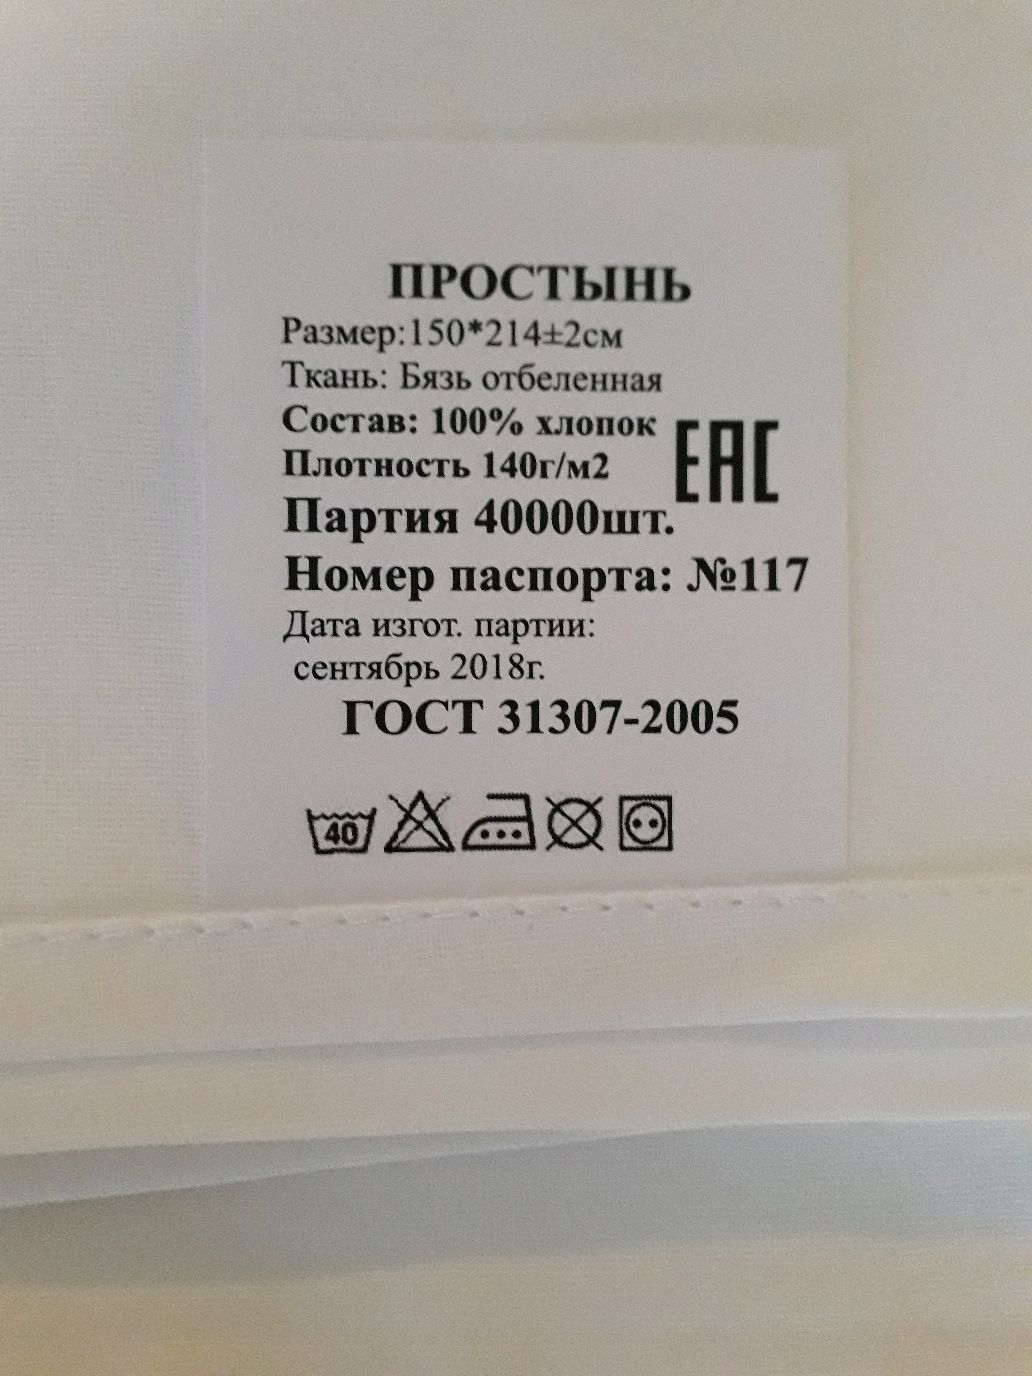 ПРОСТЫНЬ
Размер:150*214±2см
Ткань: Бязь отбеленная
Состав: 100% хлопок
Плотность 140г/м2
EAC
Партия 40000шт.
Номер паспорта: №117
Дата изгот. партии:
сентябрь 2018г.
ГОСТ 31307-2005
40